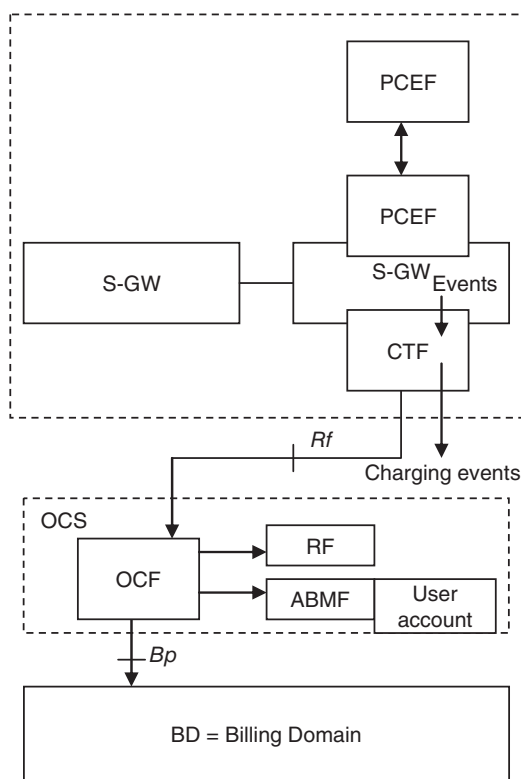 PCEF
PCEF
S-GW
S-GW
Events
CTF
Rf
Charging events
OCS
RF
OCF
ABMF
User
account
Bp
BD = Billing Domain